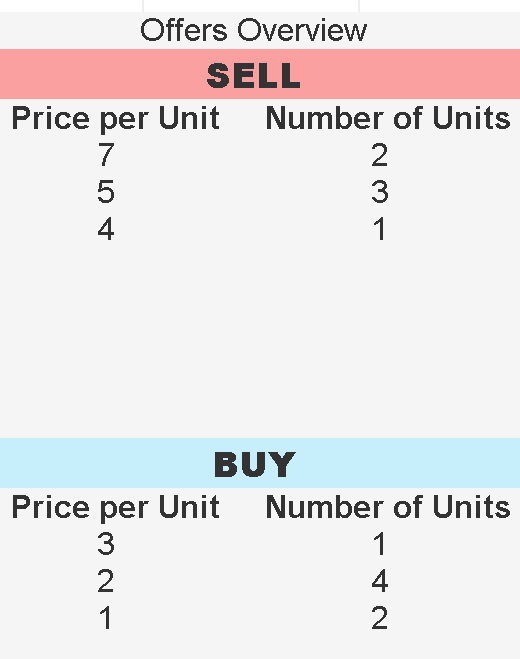 Offers Overview
SELL
Price per Unit Number of Units
7 2
5 3
4 1
BUY
Price per Unit Number of Units
3 1
2 4
1 2